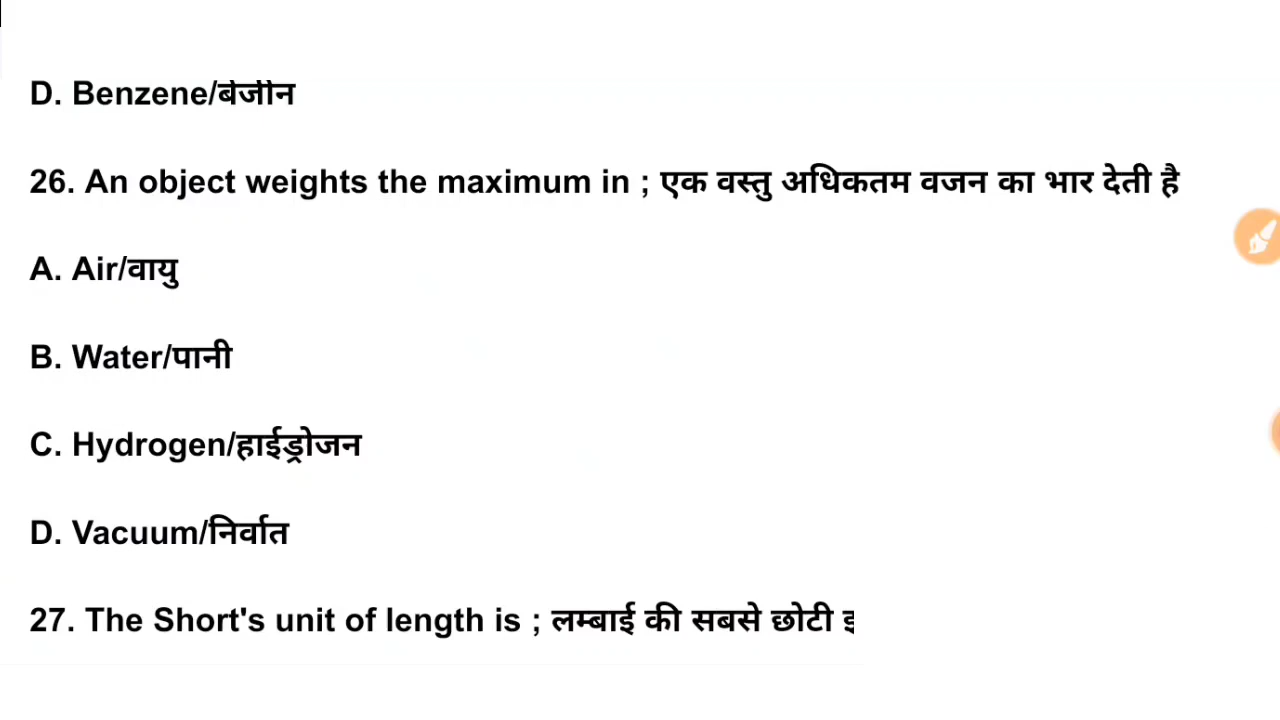 D. Benzene/बेंजीन
26. An object weights the maximum in ; एक वस्तु अधिकतम वजन का भार देती है
A. Air/वायु
B. Water/पानी
C. Hydrogen/हाईड्रोजन
D. Vacuum/निर्वात
27. The Short's unit of length is ; लम्बाई की सबसे छोटी